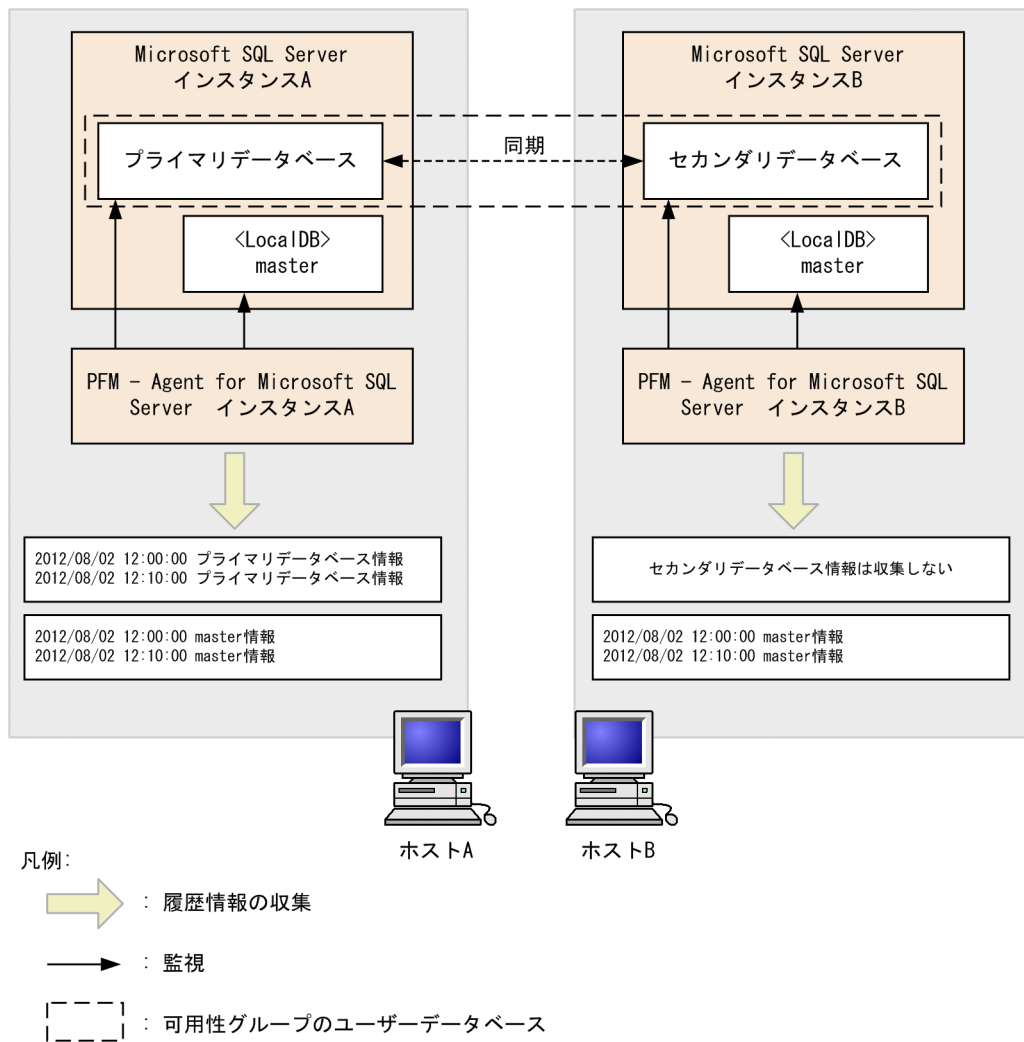 Microsoft SQL Server
インスタンスA
プライマリデータベース
<LocalDB>
master
PFM － Agent for Microsoft SQL
Server　インスタンスA
2012/08/02 12:00:00 プライマリデータベース情報
2012/08/02 12:10:00 プライマリデータベース情報
2012/08/02 12:00:00 master情報
2012/08/02 12:10:00 master情報
ホストA
同期
Microsoft SQL Server
インスタンスB
セカンダリデータベース
<LocalDB>
master
PFM － Agent for Microsoft SQL
Server　インスタンスB
セカンダリデータベース情報は収集しない
2012/08/02 12:00:00 master情報
2012/08/02 12:10:00 master情報
ホストB
凡例:
: 履歴情報の収集
: 監視
: 可用性グループのユーザーデータベース